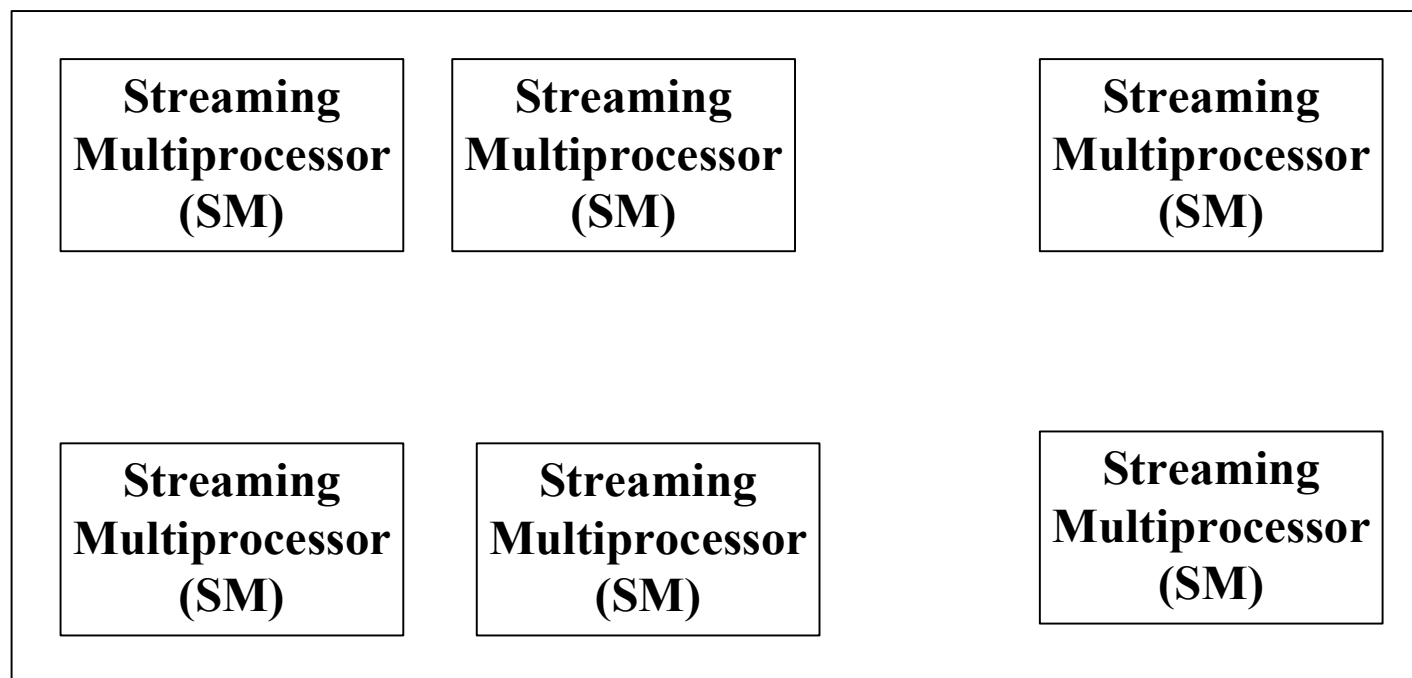 Streaming
Multiprocessor
(SM)
Streaming
Multiprocessor
(SM)
Streaming
Multiprocessor
(SM)
Streaming
Multiprocessor
(SM)
Streaming
Multiprocessor
(SM)
Streaming
Multiprocessor
(SM)